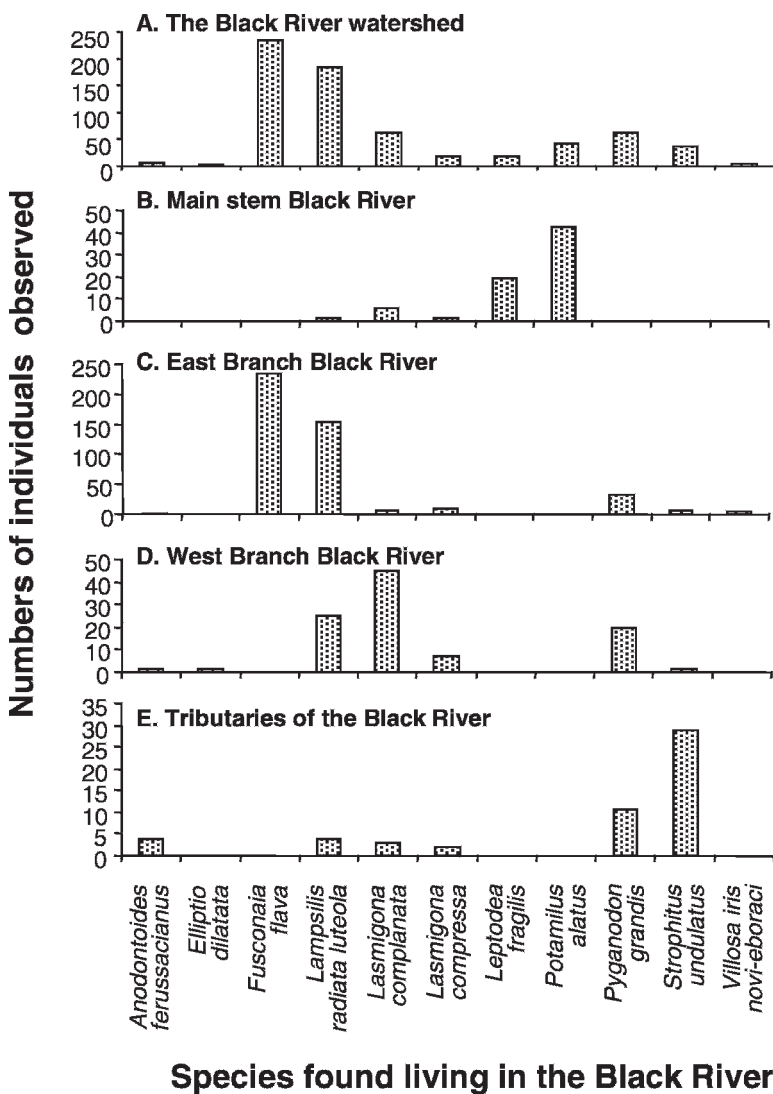 Numbers of individuals observed
A. The Black River watershed
250
200
150
100
50
0
B. Main stem Black River
50
40
30
20
10
0
C. East Branch Black River
250
200
150
100
50
0
D. West Branch Black River
50
40
30
20
10
0
E. Tributaries of the Black River
35
30
25
20
15
10
5
0
Anodontoides
ferussacianus
Elliptio
dilatata
Fusconaia
flava
Lampsilis
radiata luteola
Lasmigona
complanata
Lasmigona
compressa
Leptodea
fragilis
Potamilus
alatus
Pyganodon
grandis
Strophitus
undulatus
Villosa iris
novi-eboraci
Species found living in the Black River